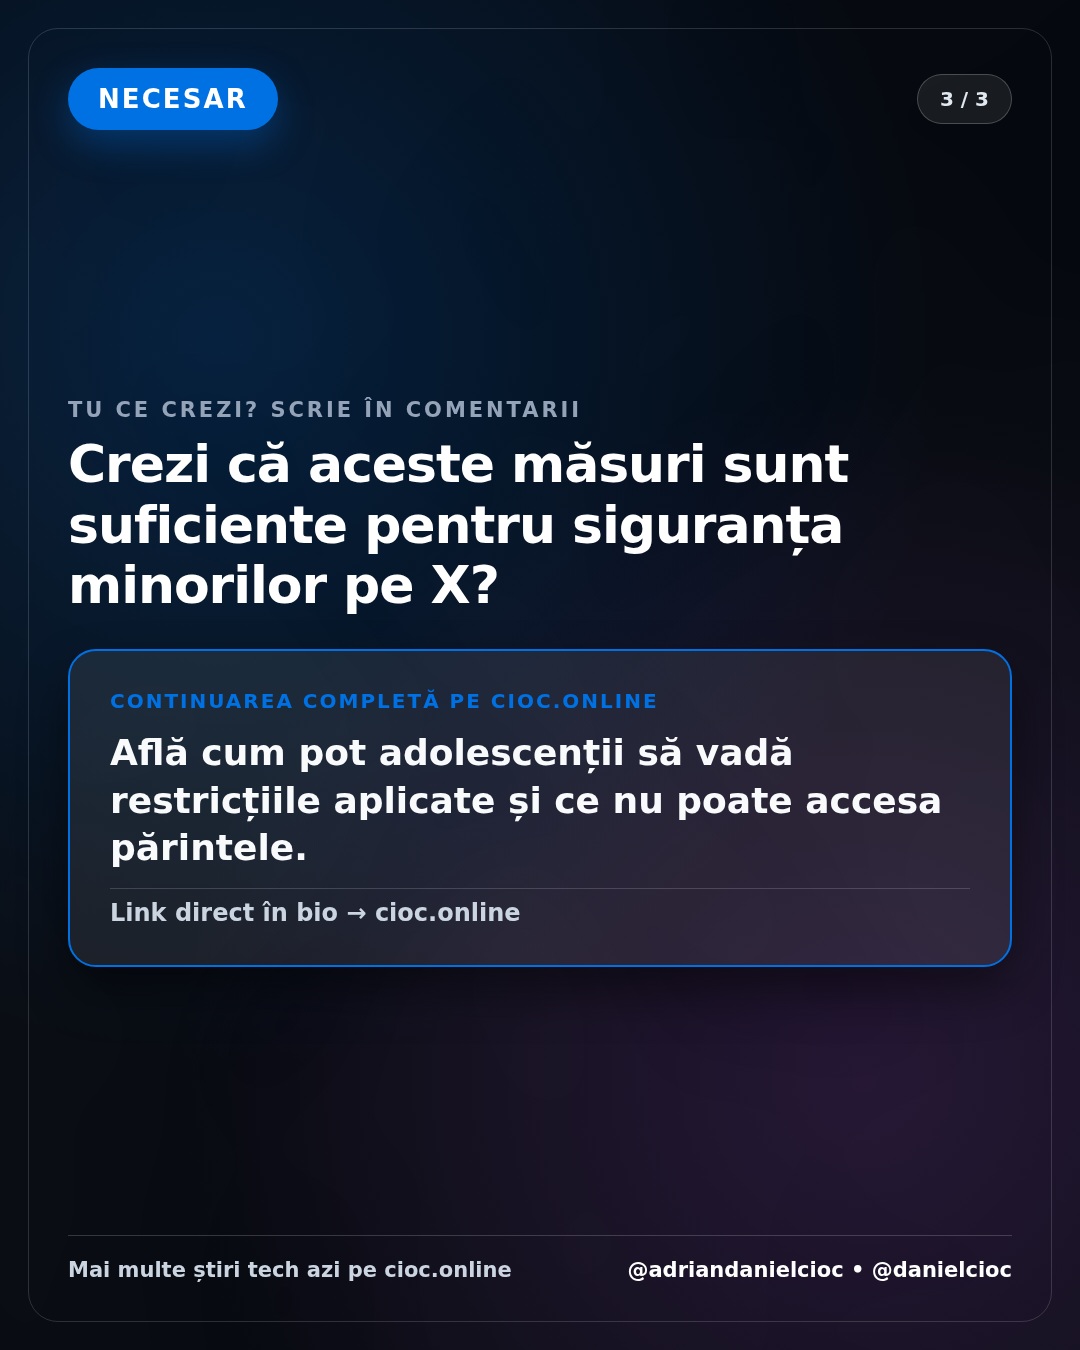 NECESAR
3 / 3
TU CE CREZI? SCRIE ÎN COMENTARII
Crezi că aceste măsuri sunt
suficiente pentru siguranța
minorilor pe X?
CONTINUAREA COMPLETĂ PE CIOC.ONLINE
Află cum pot adolescenții să vadă
restricțiile aplicate și ce nu poate accesa
părintele.
Link direct în bio → cioc.online
Mai multe știri tech azi pe cioc.online
@adriandanielcioc • @danielcioc